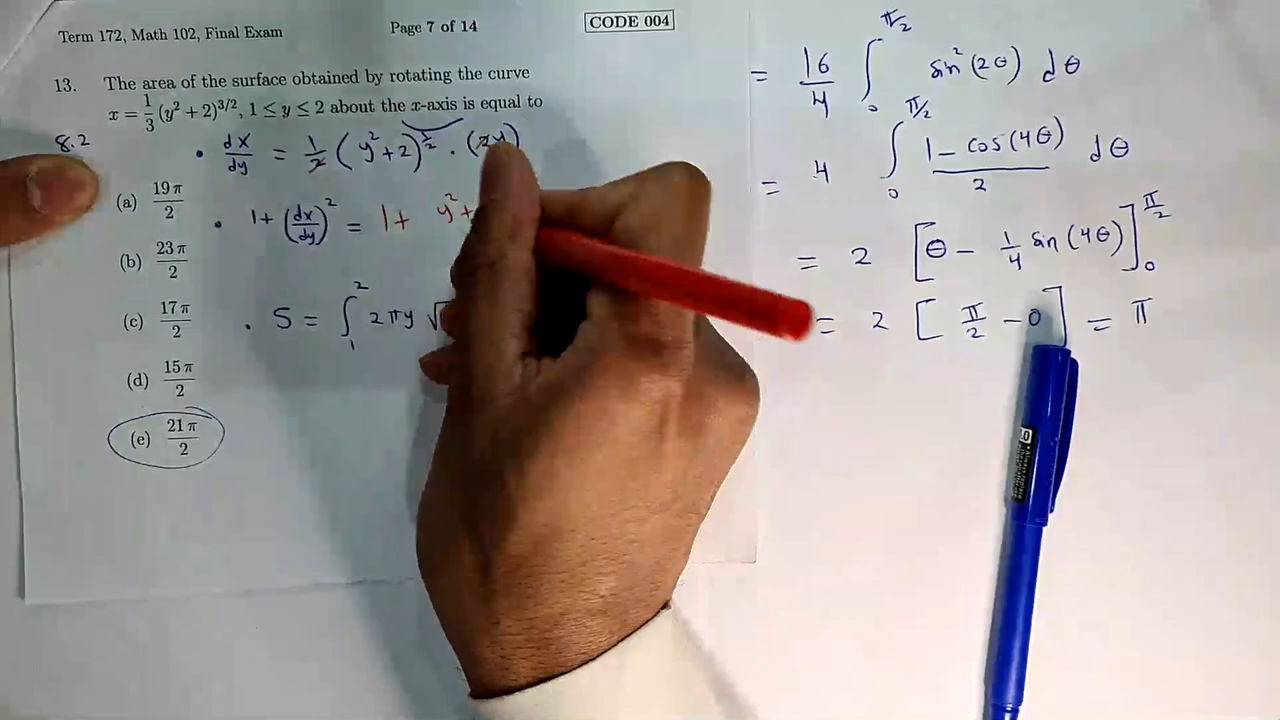 Term 172, Math 102, Final Exam Page 7 of 14 CODE 004
13. The area of the surface obtained by rotating the curve
x = 1/3 (y² + 2)^{3/2}, 1 ≤ y ≤ 2 about the x-axis is equal to
8.2
• dx/dy = 1/2 (y² + 2)^{1/2} · (2y)
(a) 19π/2
• 1 + (dx/dy)² = 1 + y² +
(b) 23π/2
(c) 17π/2
• S = ∫₁² 2πy √
(d) 15π/2
(e) 21π/2
= 16/4 ∫₀^{π/2} sin²(2θ) dθ
= 4 ∫₀^{π/2} (1 - cos(4θ))/2 dθ
= 2 [θ - 1/4 sin(4θ)]₀^{π/2}
= 2 [π/2 - 0] = π